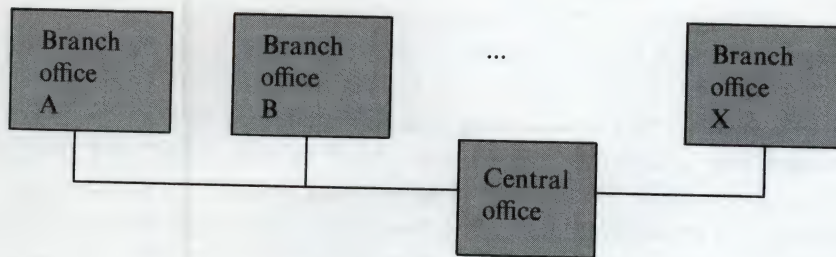 Branch
office
A
Branch
office
B
...
Branch
office
X
Central
office